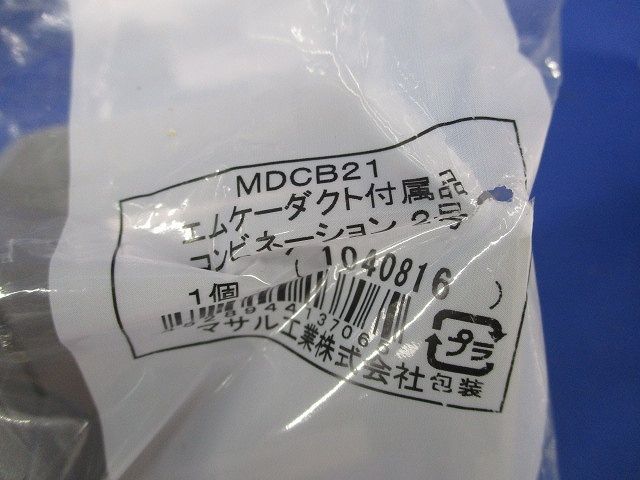 MDCB21
エムケーダクト付属品
コンビネーション 2号
1個 ( 1040816 )
マサル工業株式会社
プラ
包装